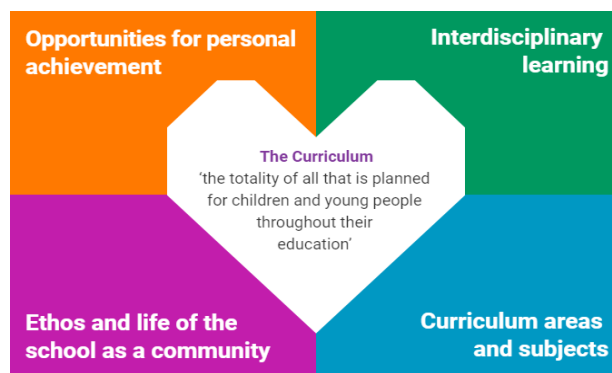 Opportunities for personal
achievement
Interdisciplinary
learning
The Curriculum
‘the totality of all that is planned
for children and young people
throughout their
education’
Ethos and life of the
school as a community
Curriculum areas
and subjects